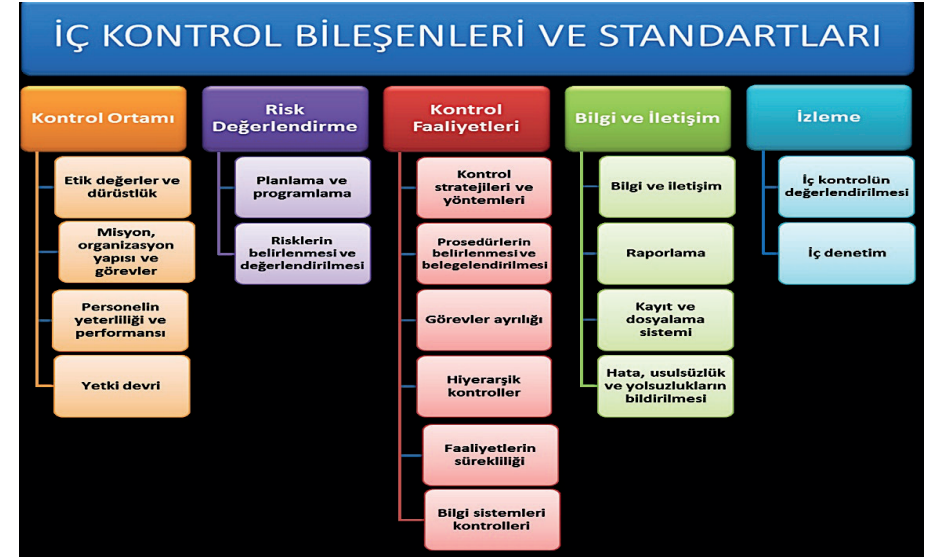 İÇ KONTROL BİLEŞENLERİ VE STANDARTLARI
Kontrol Ortamı
Etik değerler ve
dürüstlük
Misyon,
organizasyon
yapısı ve
görevler
Personelin
yeterliliği ve
performansı
Yetki devri
Risk
Değerlendirme
Planlama ve
programlama
Risklerin
belirlenmesi ve
değerlendirilmesi
Kontrol
Faaliyetleri
Kontrol
stratejileri ve
yöntemleri
Prosedürlerin
belirlenmesi ve
belegelendirilmesi
Görevler ayrılığı
Hiyerarşik
kontroller
Faaliyetlerin
sürekliliği
Bilgi sistemleri
kontrolleri
Bilgi ve İletişim
Bilgi ve iletişim
Raporlama
Kayıt ve
dosyalama
sistemi
Hata, usulsüzlük
ve yolsuzlukların
bildirilmesi
İzleme
İç kontrolün
değerlendirilmesi
İç denetim